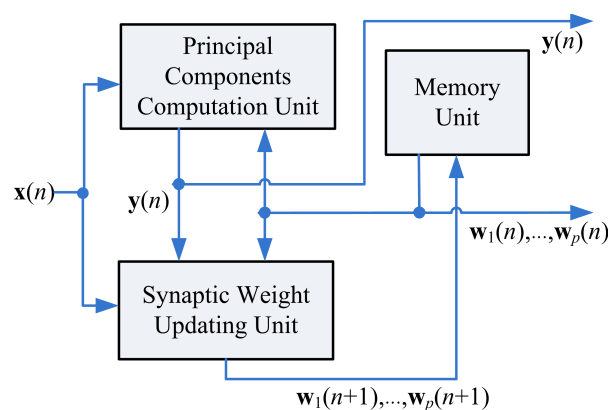 Principal
Components
Computation Unit
y(n)
Memory
Unit
x(n)
y(n)
w₁(n),...,wₚ(n)
Synaptic Weight
Updating Unit
w₁(n+1),...,wₚ(n+1)